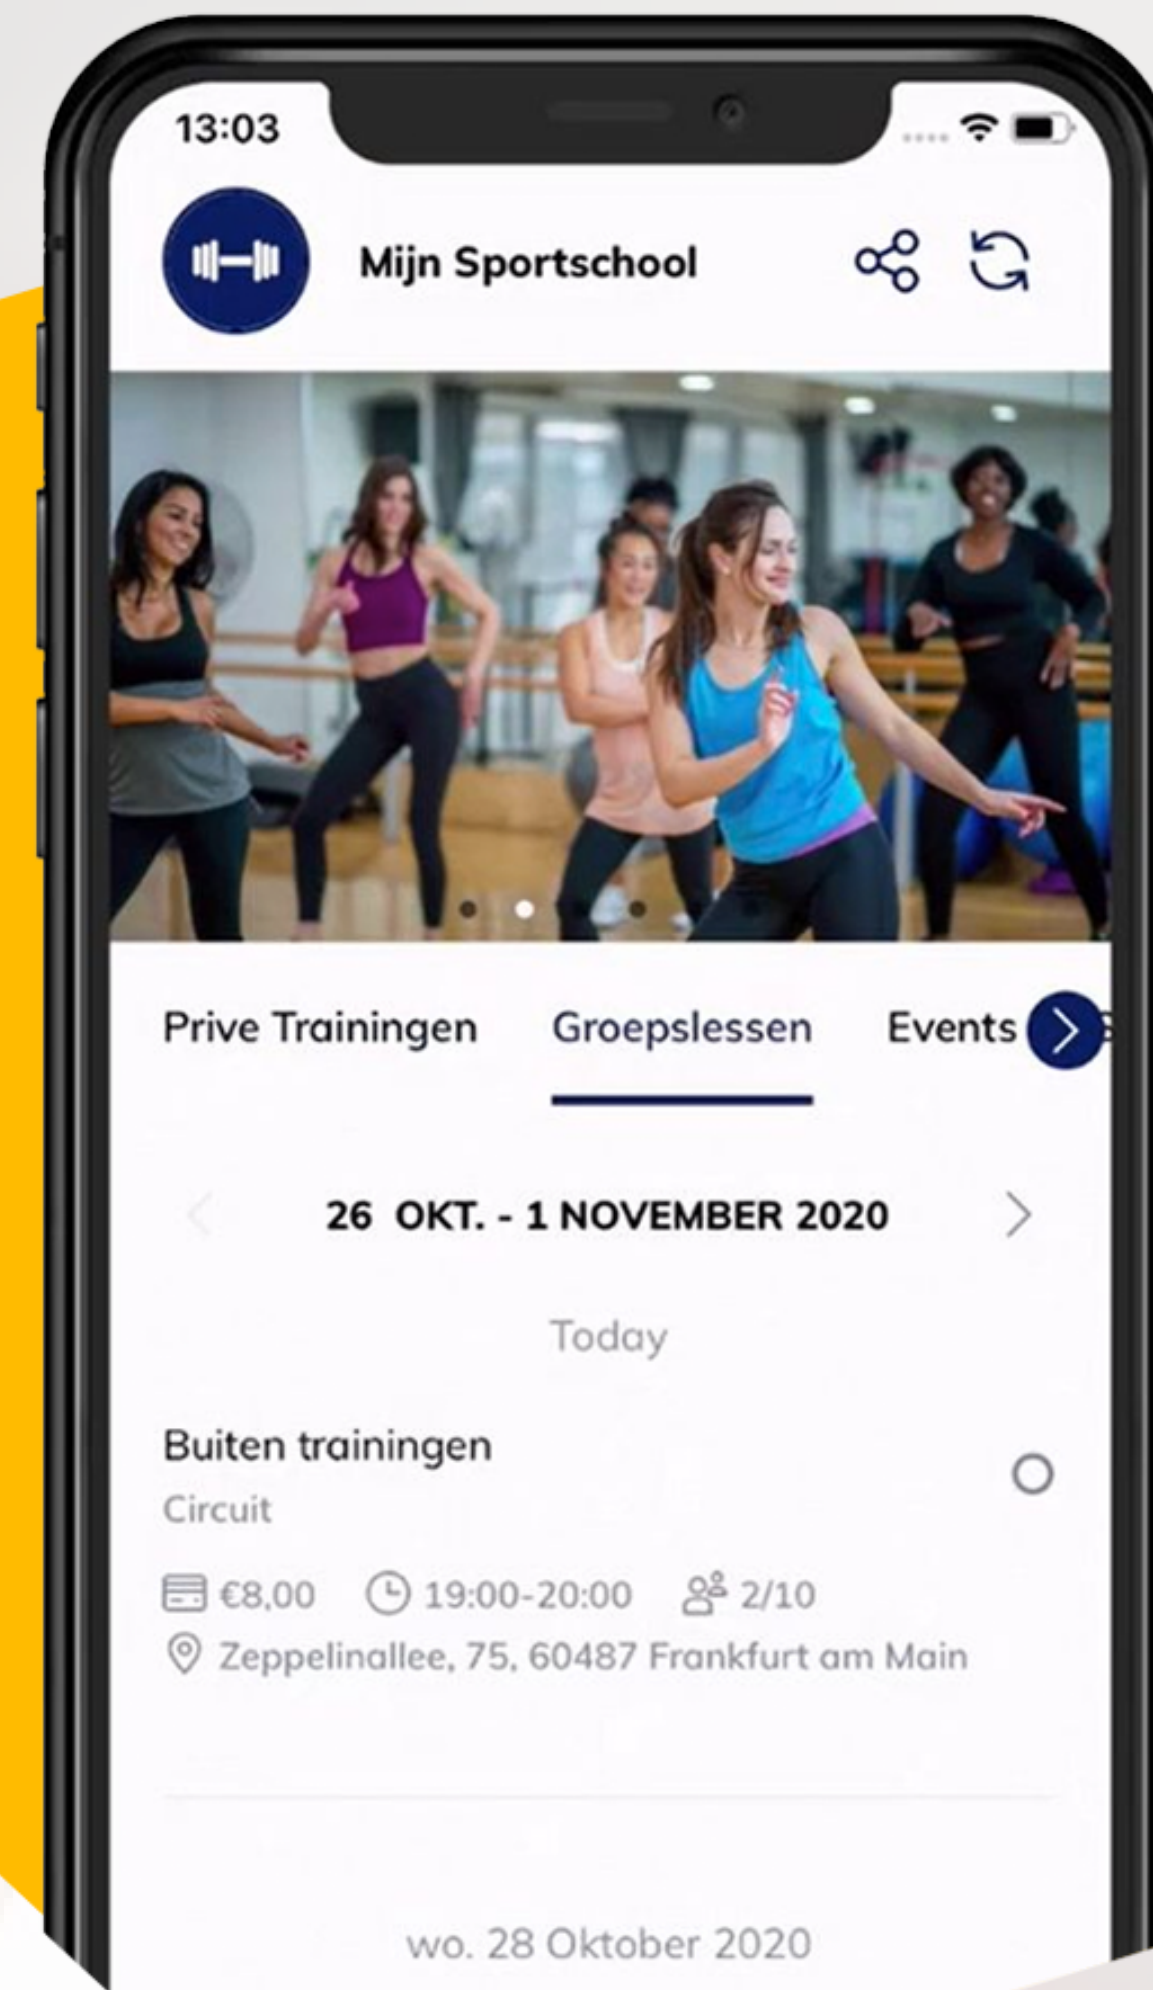 13:03
Mijn Sportschool
Prive Trainingen Groepslessen Events
26 OKT. - 1 NOVEMBER 2020
Today
Buiten trainingen
Circuit
€8,00 19:00-20:00 2/10
Zeppelinallee, 75, 60487 Frankfurt am Main
wo. 28 Oktober 2020